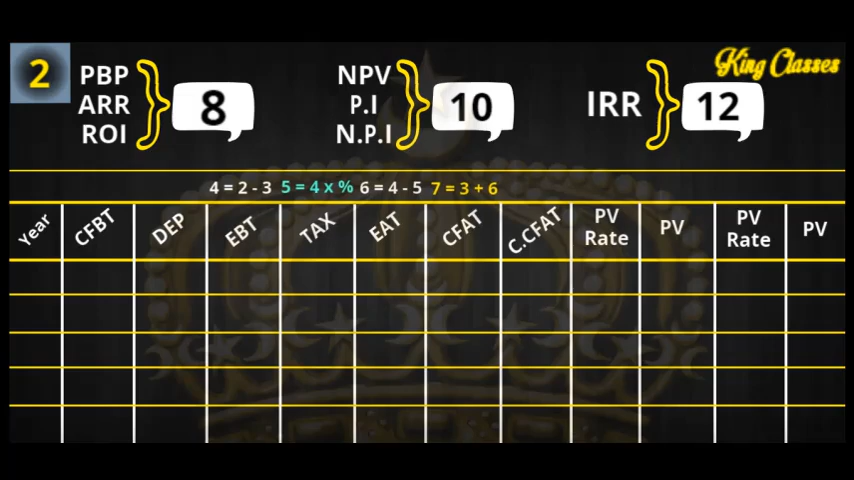 2
PBP
ARR
ROI
8
NPV
P.I
N.P.I
10
IRR
12
King Classes
4 = 2 - 3 5 = 4 x % 6 = 4 - 5 7 = 3 + 6
Year CFBT DEP EBT TAX EAT CFAT C.CFAT PV Rate PV PV Rate PV